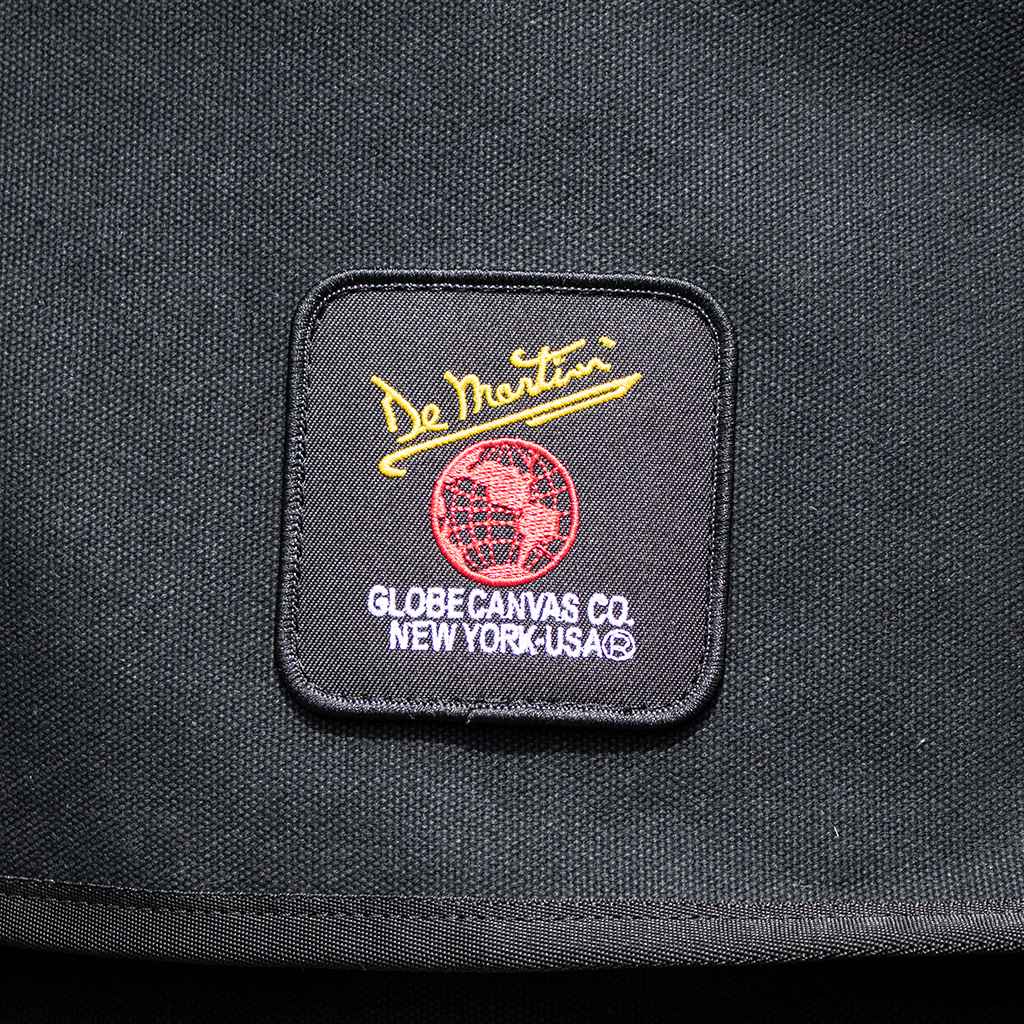 De Martini
GLOBE CANVAS CO.
NEW YORK-USA®